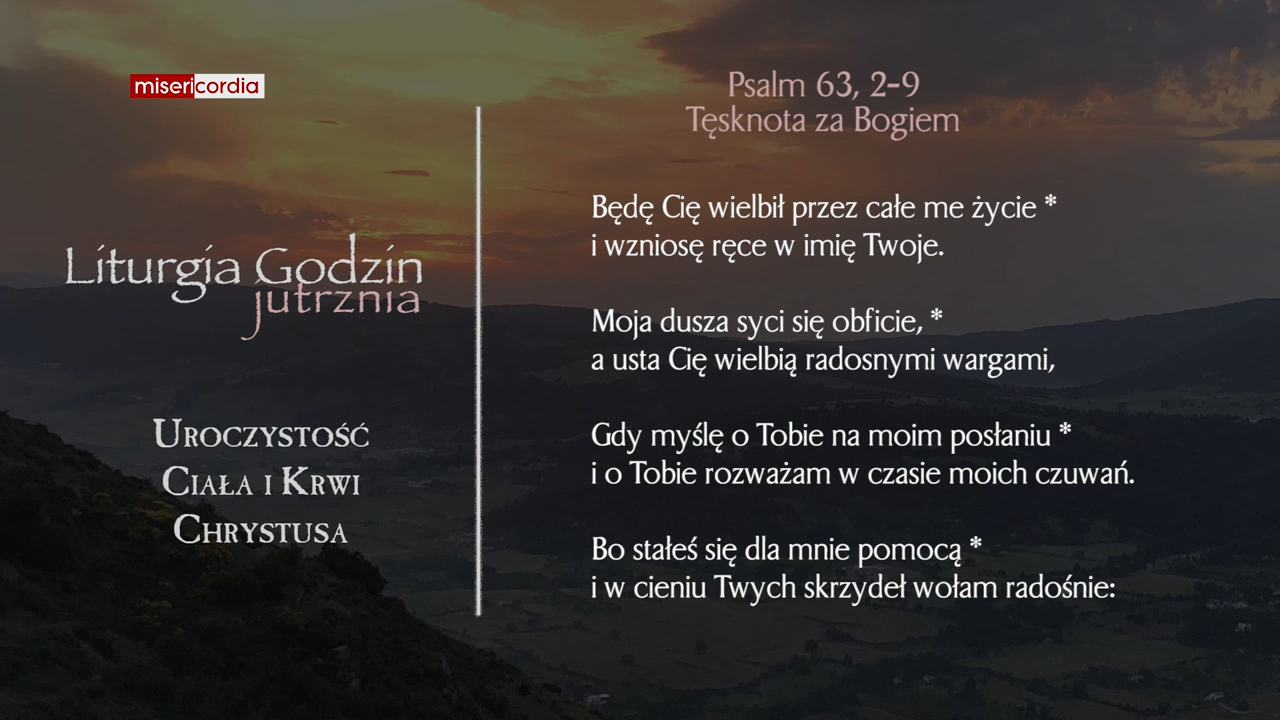 misericordia
Liturgia Godzin
jutrznia
Uroczystość
Ciała i Krwi
Chrystusa
Psalm 63, 2-9
Tęsknota za Bogiem
Będę Cię wielbił przez całe me życie *
i wzniosę ręce w imię Twoje.
Moja dusza syci się obficie, *
a usta Cię wielbią radosnymi wargami,
Gdy myślę o Tobie na moim posłaniu *
i o Tobie rozważam w czasie moich czuwań.
Bo stałeś się dla mnie pomocą *
i w cieniu Twych skrzydeł wołam radośnie: